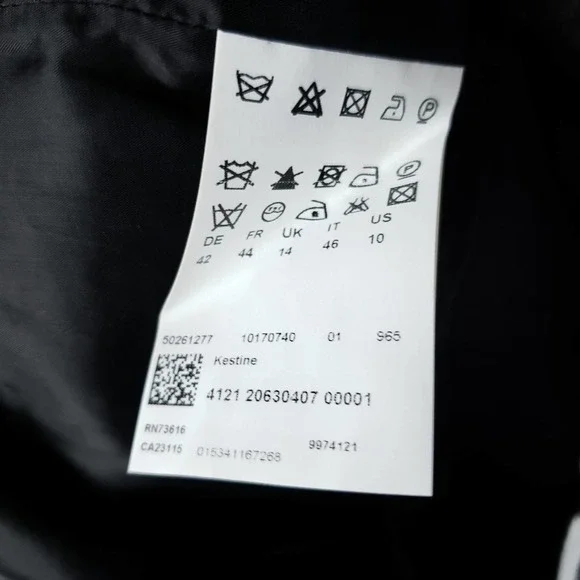 DE FR UK IT US
42 44 14 46 10
50261277 10170740 01 965
Kestine
4121 20630407 00001
RN73616
CA23115 015341167268 9974121